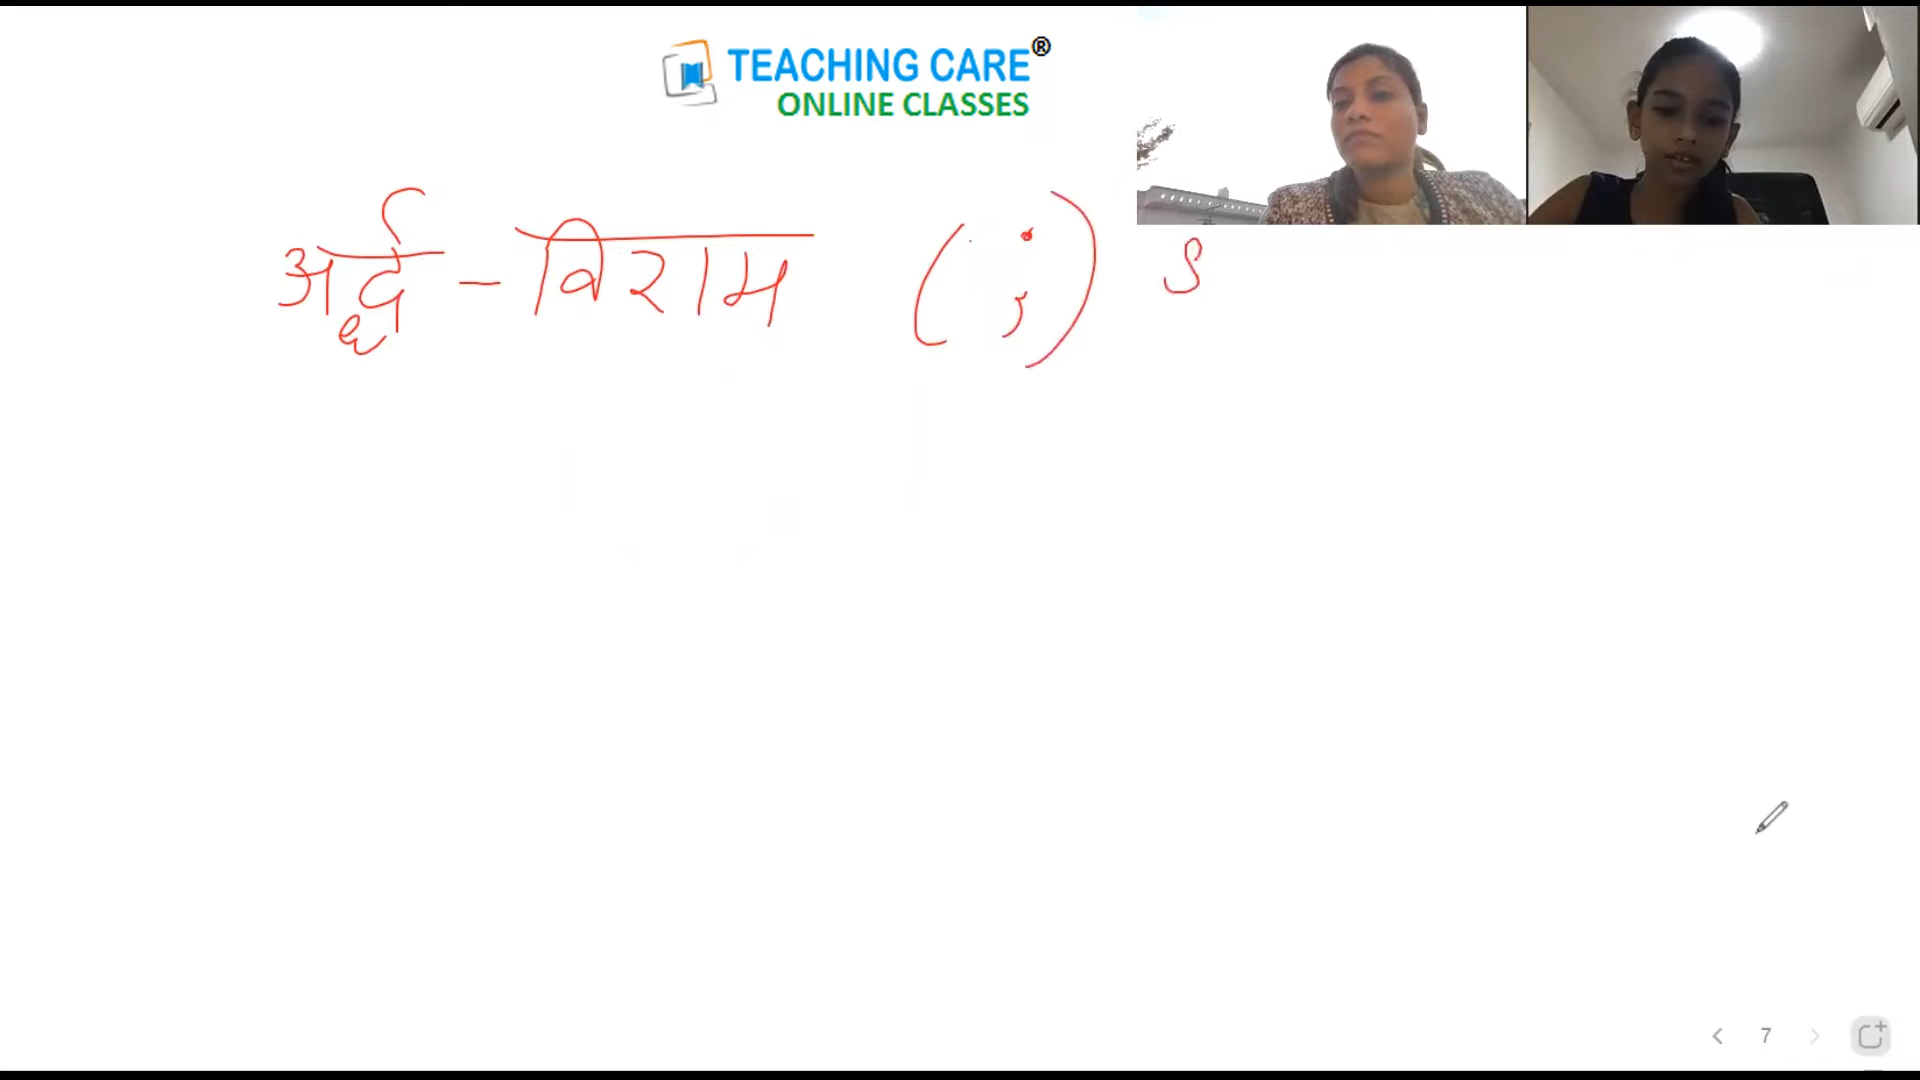 TEACHING CARE®
ONLINE CLASSES
अर्द्ध - विराम ( ; ) S
7